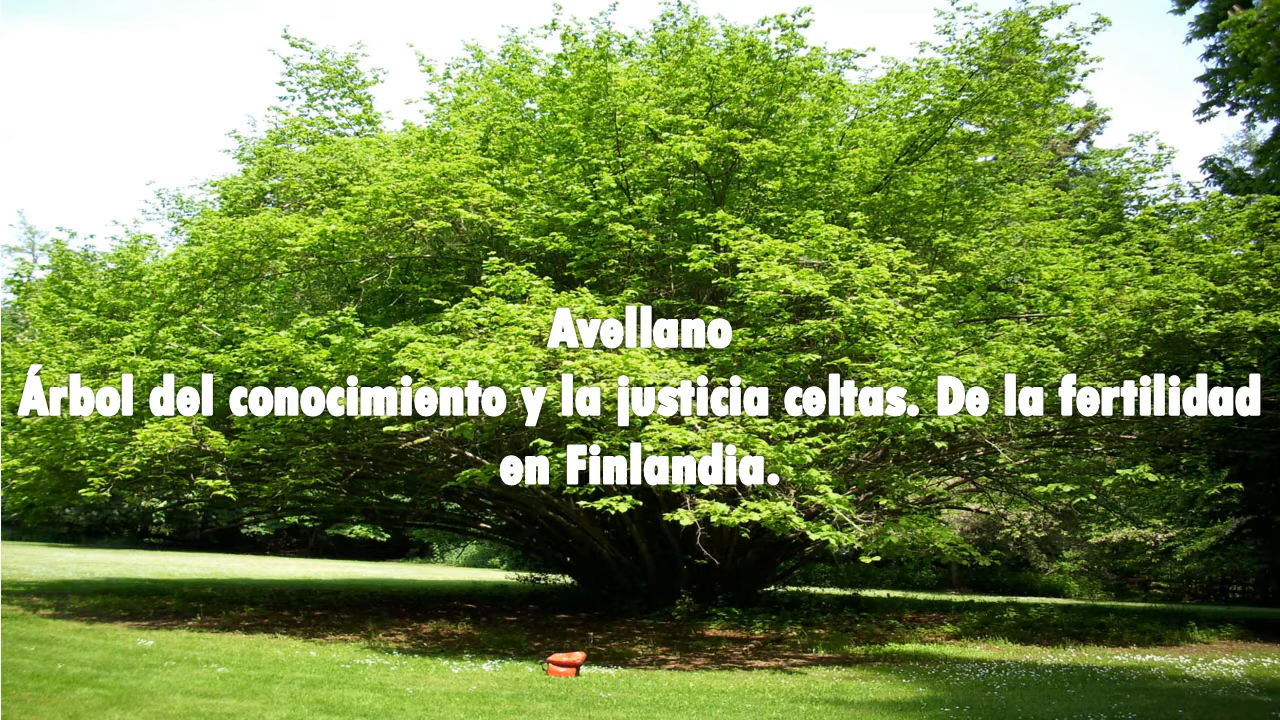 Avellano
Árbol del conocimiento y la justicia celtas. De la fertilidad
en Finlandia.